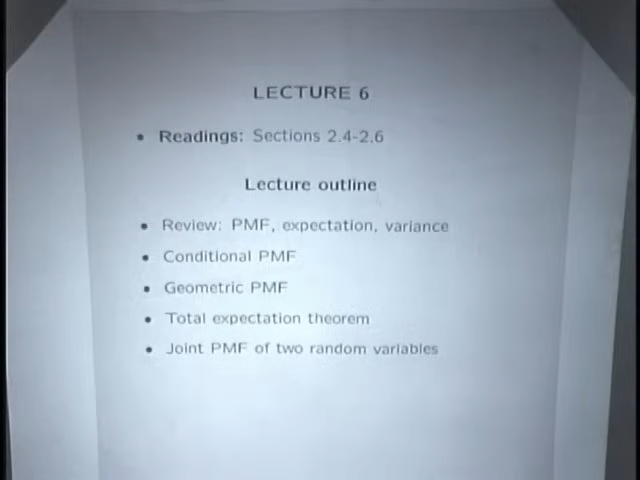 LECTURE 6
• Readings: Sections 2.4-2.6
Lecture outline
• Review: PMF, expectation, variance
• Conditional PMF
• Geometric PMF
• Total expectation theorem
• Joint PMF of two random variables